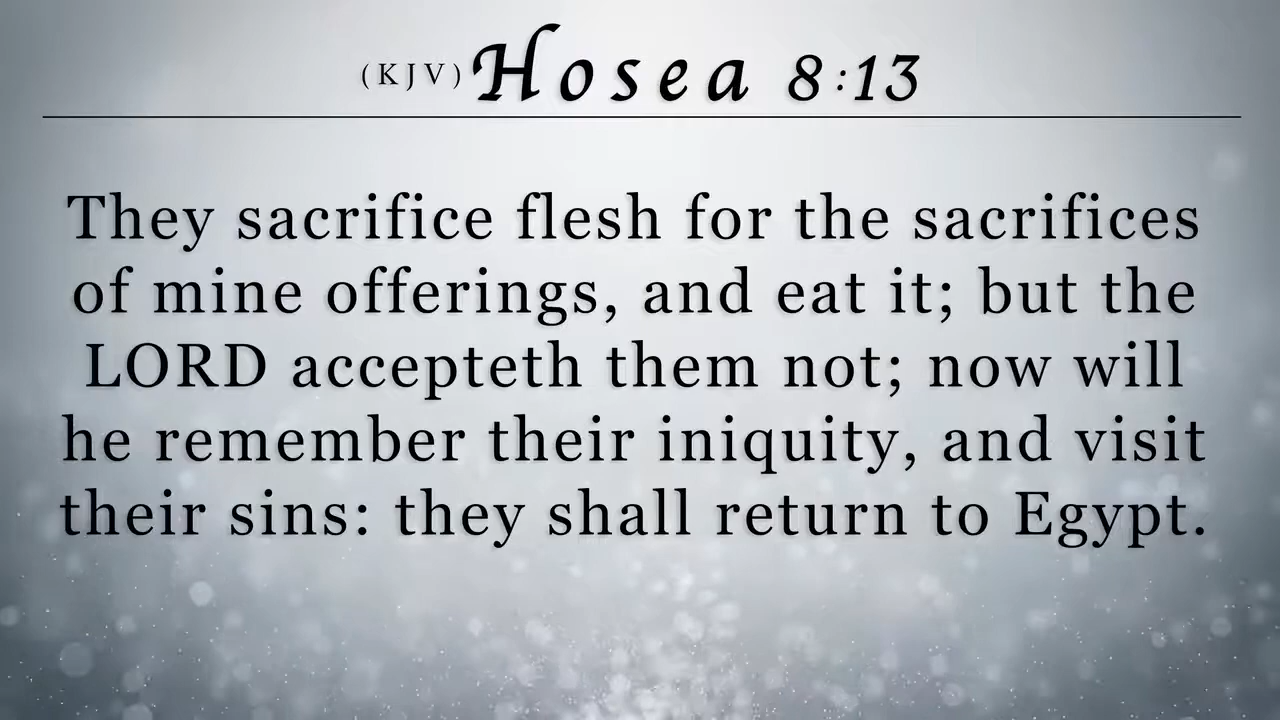 (KJV) Hosea 8:13
They sacrifice flesh for the sacrifices
of mine offerings, and eat it; but the
LORD accepteth them not; now will
he remember their iniquity, and visit
their sins: they shall return to Egypt.